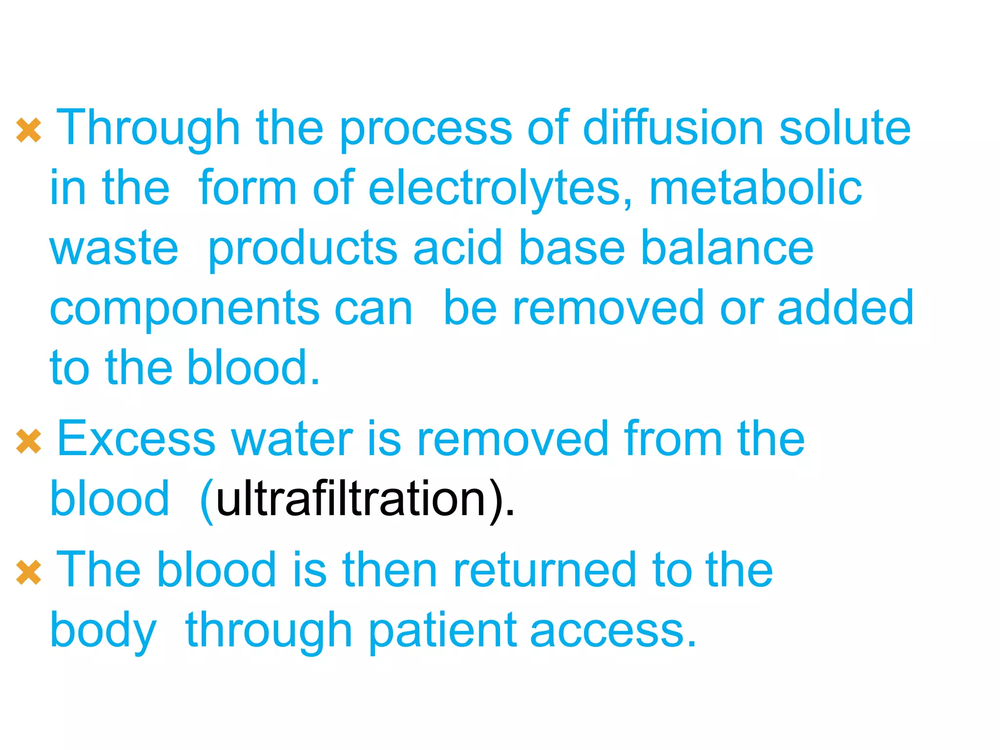 ✖ Through the process of diffusion solute
in the  form of electrolytes, metabolic
waste  products acid base balance
components can  be removed or added
to the blood.
✖ Excess water is removed from the
blood  (ultrafiltration).
✖ The blood is then returned to the
body  through patient access.